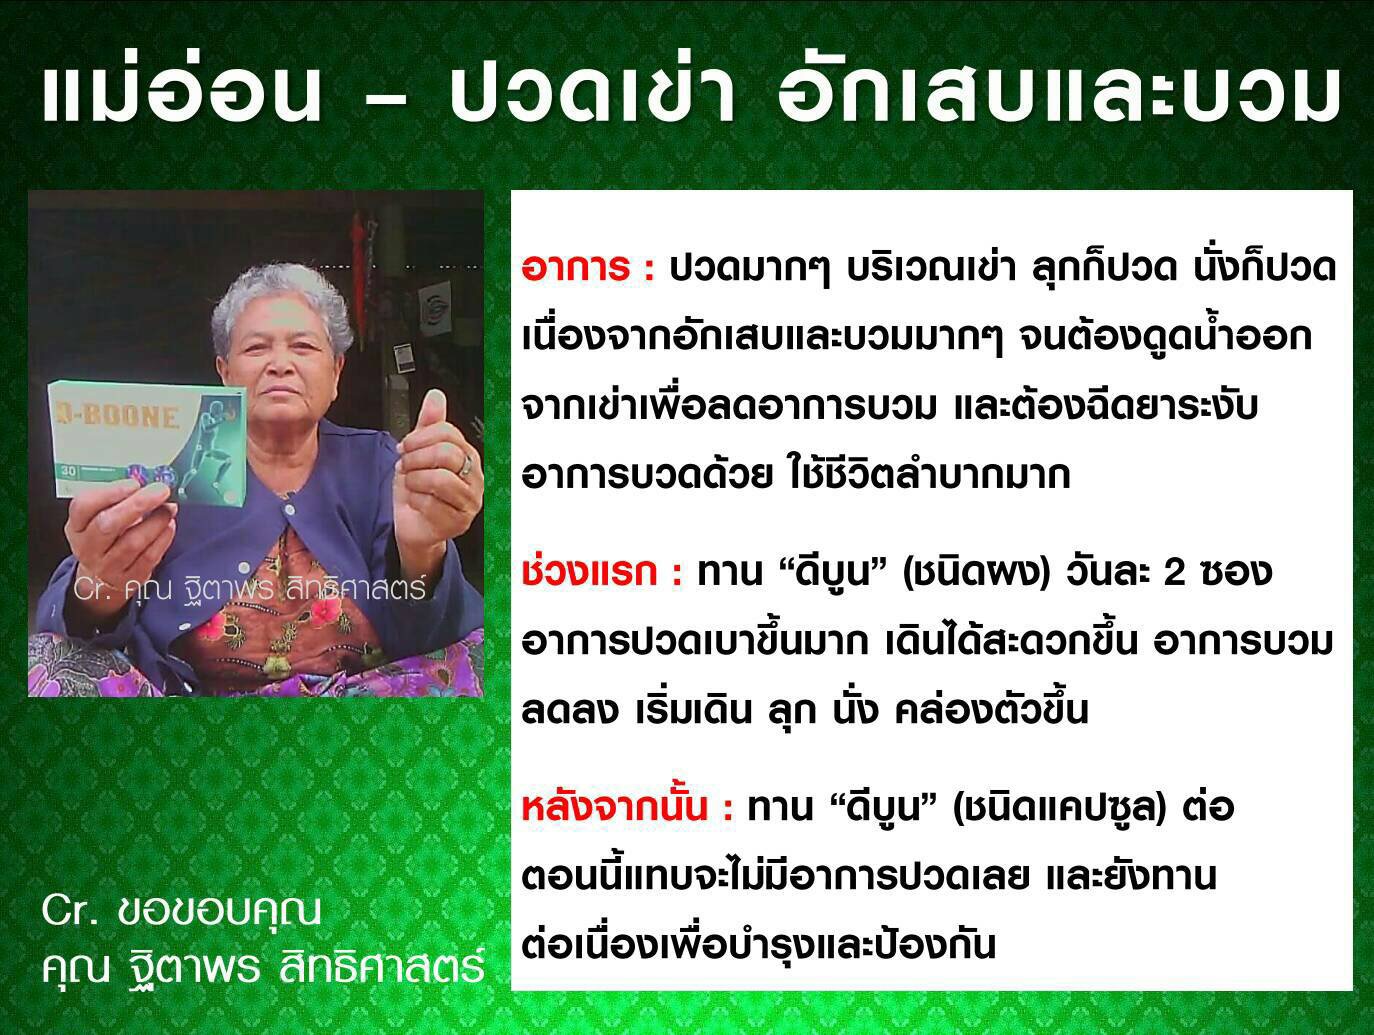 แม่อ่อน – ปวดเข่า อักเสบและบวม
D-BOONE
30
Cr. คุณ ฐิตาพร สิทธิศาสตร์
อาการ : ปวดมากๆ บริเวณเข่า ลุกก็ปวด นั่งก็ปวด
เนื่องจากอักเสบและบวมมากๆ จนต้องดูดน้ำออก
จากเข่าเพื่อลดอาการบวม และต้องฉีดยาระงับ
อาการบวดด้วย ใช้ชีวิตลำบากมาก
ช่วงแรก : ทาน “ดีบูน” (ชนิดผง) วันละ 2 ซอง
อาการปวดเบาขึ้นมาก เดินได้สะดวกขึ้น อาการบวม
ลดลง เริ่มเดิน ลุก นั่ง คล่องตัวขึ้น
หลังจากนั้น : ทาน “ดีบูน” (ชนิดแคปซูล) ต่อ
ตอนนี้แทบจะไม่มีอาการปวดเลย และยังทาน
ต่อเนื่องเพื่อบำรุงและป้องกัน
Cr. ขอขอบคุณ
คุณ ฐิตาพร สิทธิศาสตร์